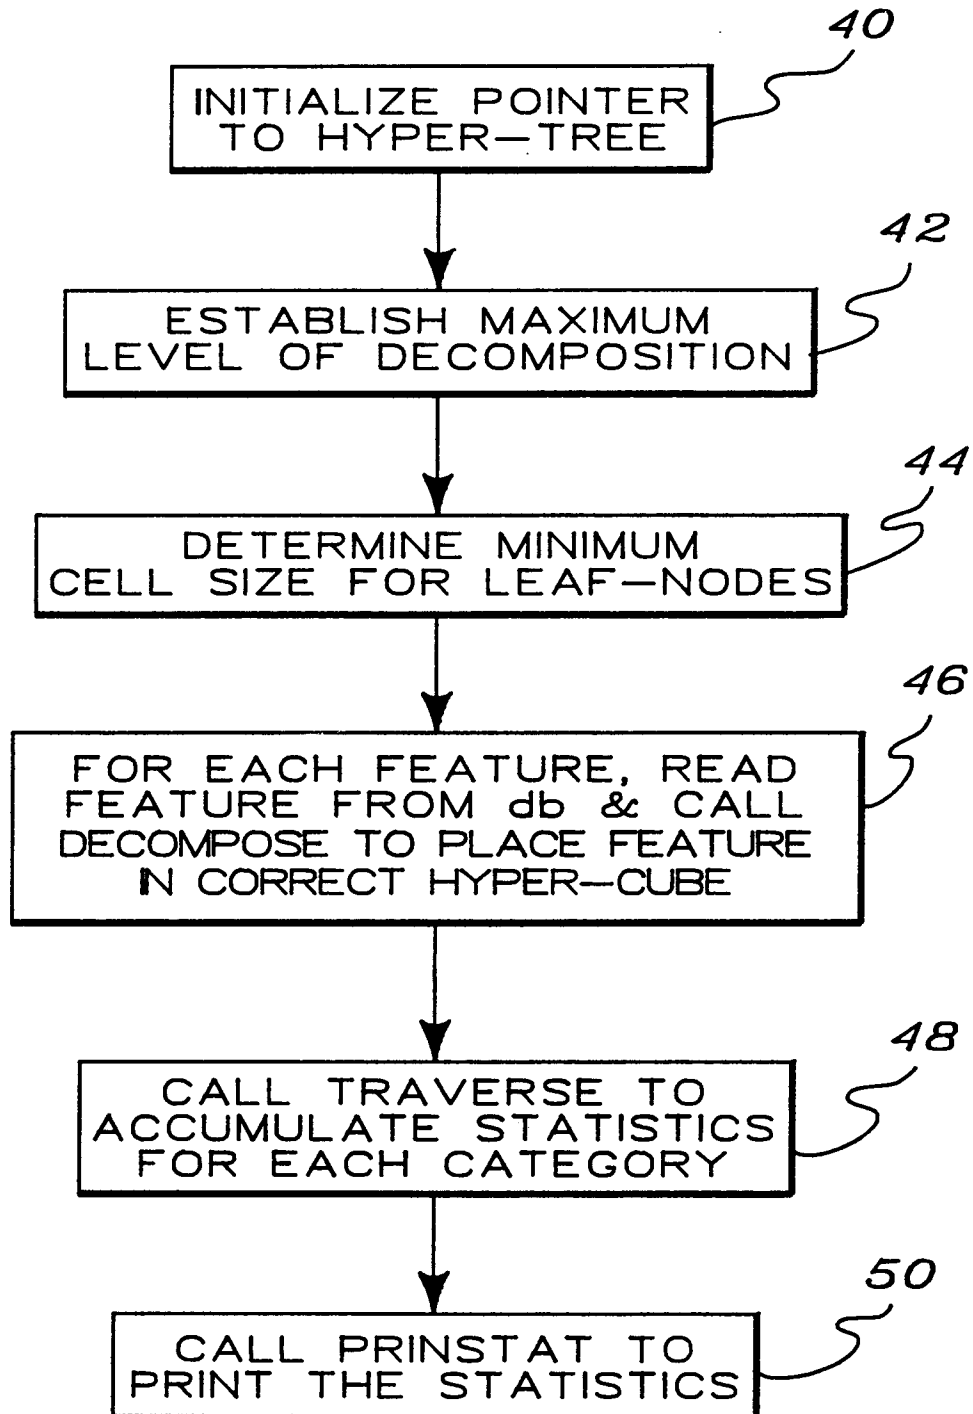 40
INITIALIZE POINTER
TO HYPER-TREE
42
ESTABLISH MAXIMUM
LEVEL OF DECOMPOSITION
44
DETERMINE MINIMUM
CELL SIZE FOR LEAF-NODES
46
FOR EACH FEATURE, READ
FEATURE FROM db & CALL
DECOMPOSE TO PLACE FEATURE
IN CORRECT HYPER-CUBE
48
CALL TRAVERSE TO
ACCUMULATE STATISTICS
FOR EACH CATEGORY
50
CALL PRINSTAT TO
PRINT THE STATISTICS